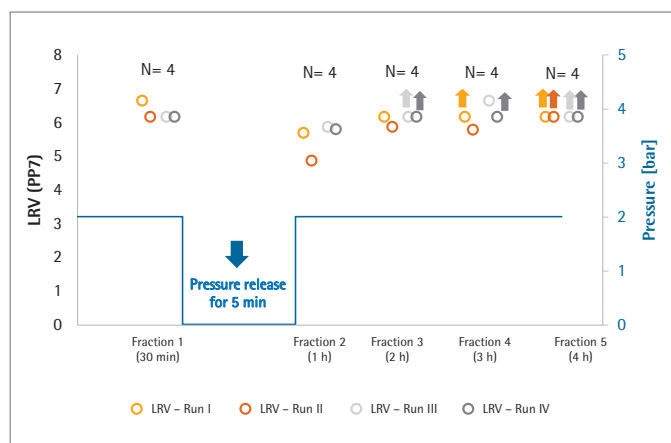 8
7
6
5
4
3
2
1
0
LRV (PP7)
N= 4
N= 4
N= 4
N= 4
N= 4
Pressure release
for 5 min
5
4
3
2
1
0
Pressure [bar]
Fraction 1
(30 min)
Fraction 2
(1 h)
Fraction 3
(2 h)
Fraction 4
(3 h)
Fraction 5
(4 h)
LRV – Run I
LRV – Run II
LRV – Run III
LRV – Run IV